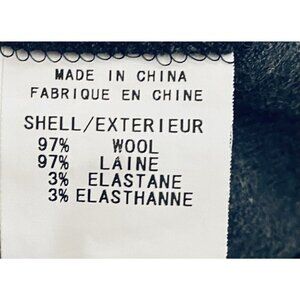 MADE IN CHINA
FABRIQUE EN CHINE
SHELL/EXTERIEUR
97% WOOL
97% LAINE
3% ELASTANE
3% ELASTHANNE